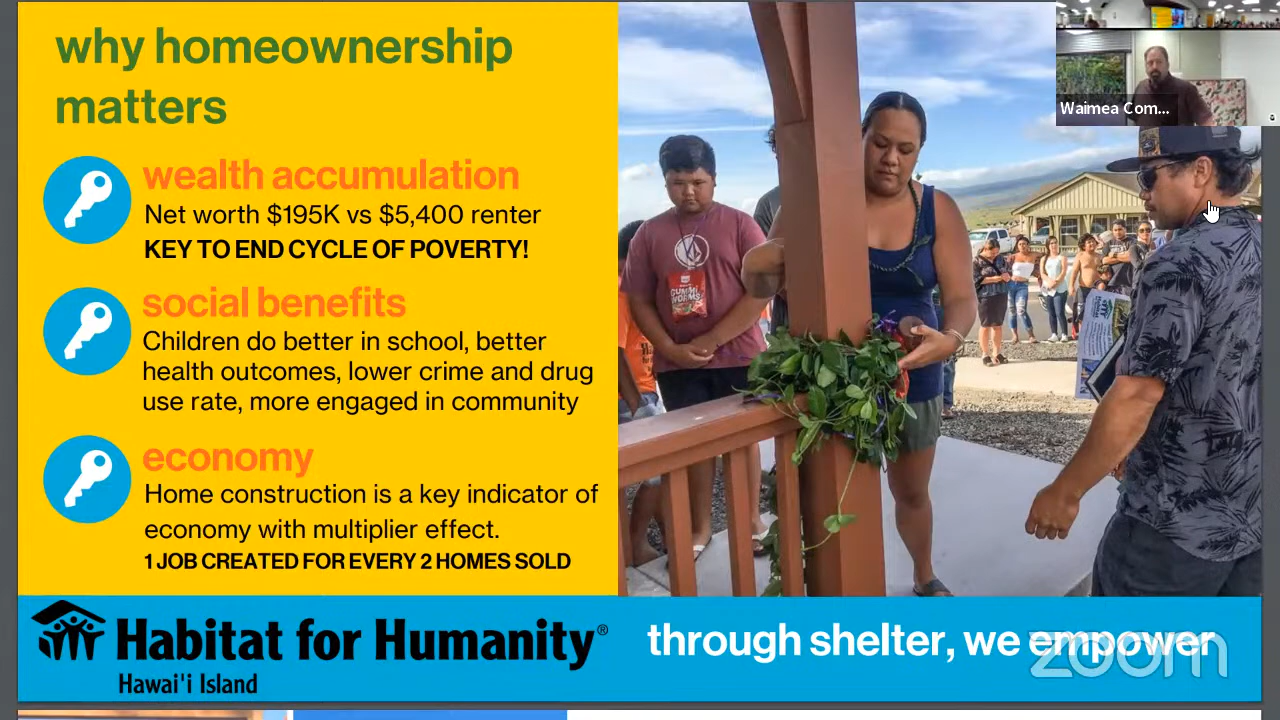 why homeownership
matters
wealth accumulation
Net worth $195K vs $5,400 renter
KEY TO END CYCLE OF POVERTY!
social benefits
Children do better in school, better
health outcomes, lower crime and drug
use rate, more engaged in community
economy
Home construction is a key indicator of
economy with multiplier effect.
1 JOB CREATED FOR EVERY 2 HOMES SOLD
Habitat for Humanity®
Hawai'i Island
through shelter, we empower
zoom
Waimea Com...
GUMMI
WORMS